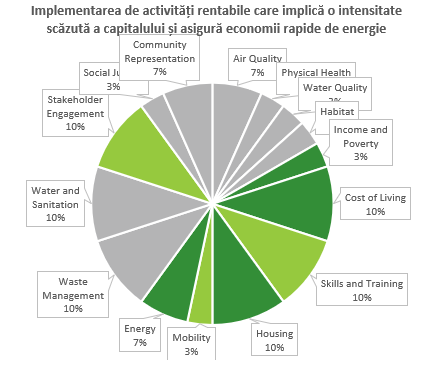 Implementarea de activități rentabile care implică o intensitate
scăzută a capitalului și asigură economii rapide de energie
Community
Representation
7%
Air Quality
7%
Social
3%
Physical Health
Water Quality
Stakeholder
Engagement
10%
Habitat
Income and
Poverty
3%
Water and
Sanitation
10%
Cost of Living
10%
Waste
Management
10%
Skills and Training
10%
Energy
7%
Mobility
3%
Housing
10%